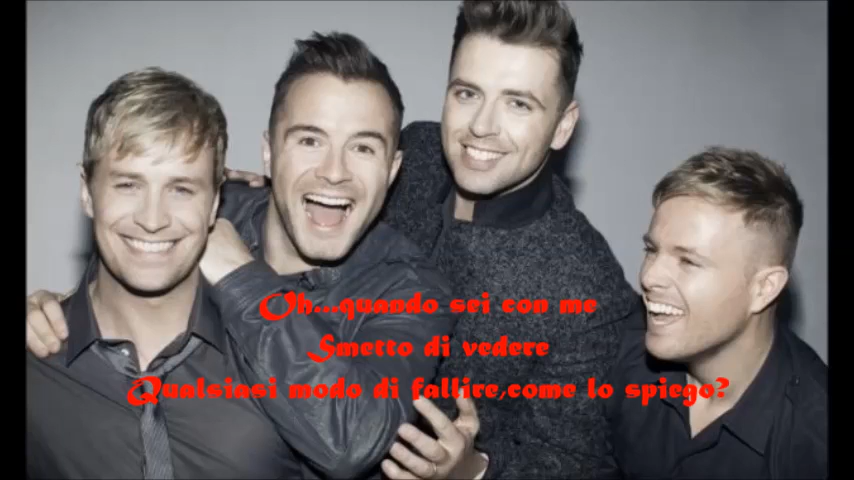 Oh...quando sei con me
Smetto di vedere
Qualsiasi modo di fallire,come lo spiego?